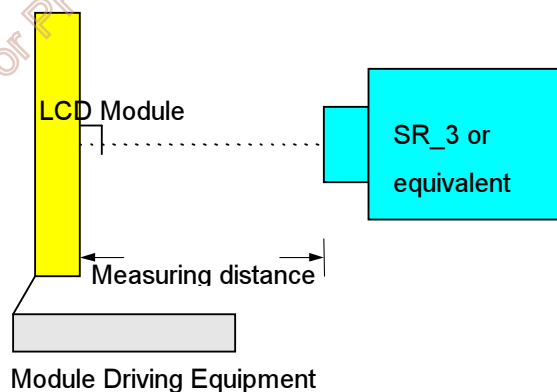 LCD Module
SR_3 or
equivalent
Measuring distance
Module Driving Equipment